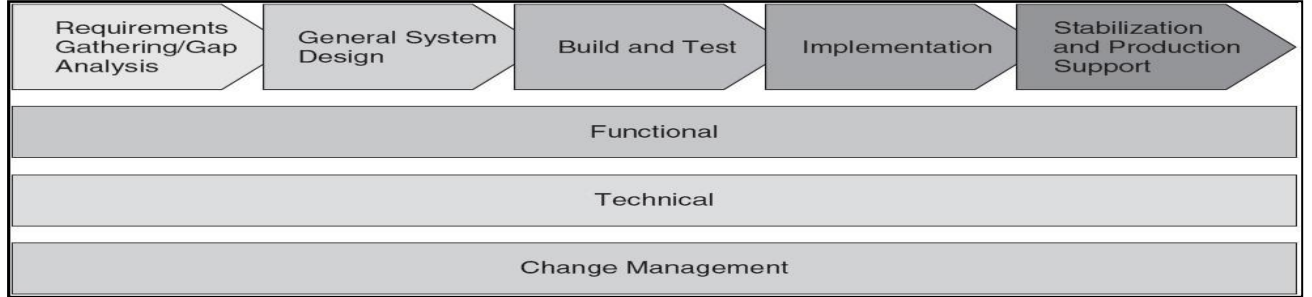 Requirements
Gathering/Gap
Analysis
General System
Design
Build and Test
Implementation
Stabilization
and Production
Support
Functional
Technical
Change Management